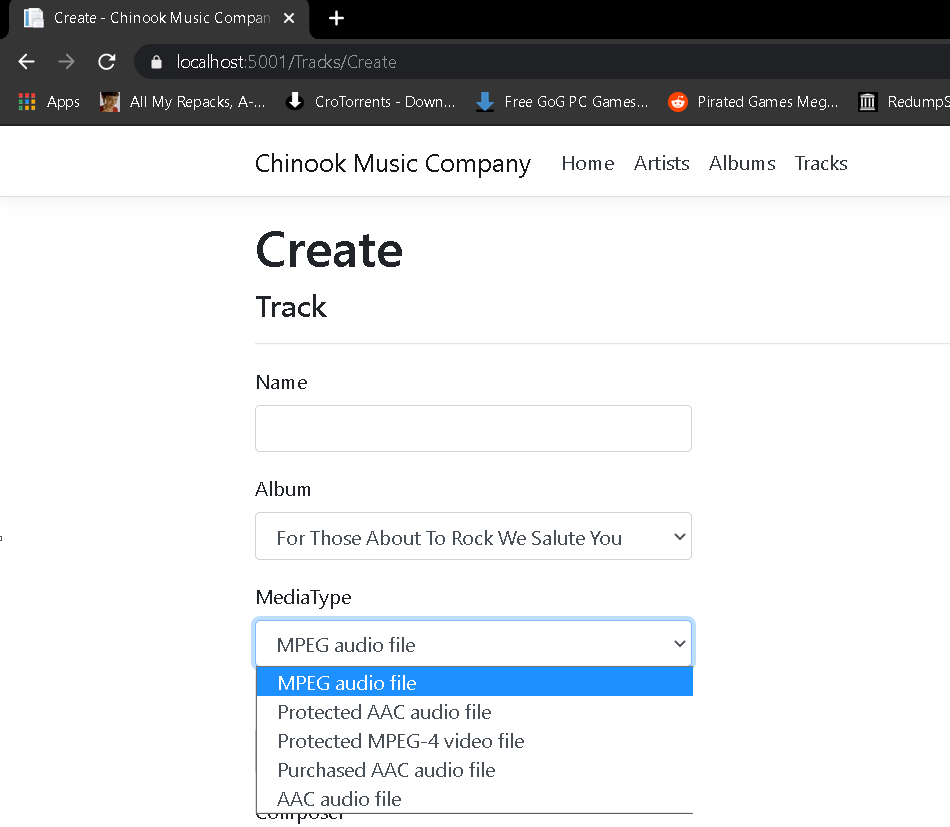 Create - Chinook Music Compan
localhost:5001/Tracks/Create
Apps All My Repacks, A-... CroTorrents - Down... Free GoG PC Games... Pirated Games Meg... RedumpS
Chinook Music Company Home Artists Albums Tracks
Create
Track
Name
Album
For Those About To Rock We Salute You
MediaType
MPEG audio file
MPEG audio file
Protected AAC audio file
Protected MPEG-4 video file
Purchased AAC audio file
AAC audio file
Composer